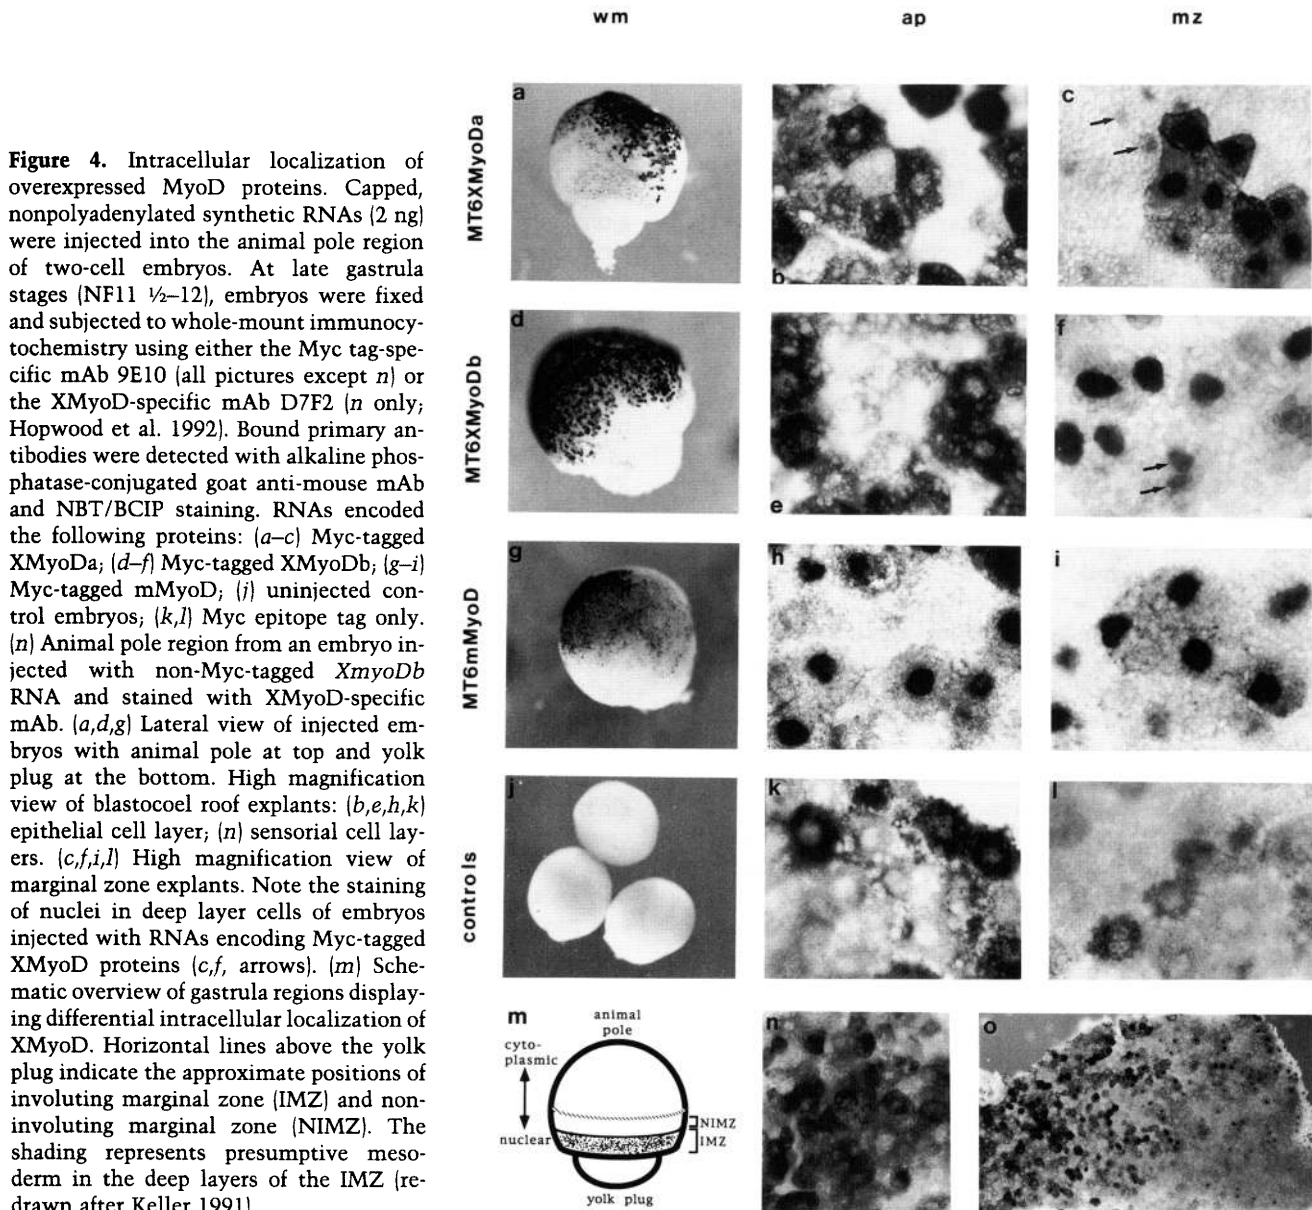 Figure 4. Intracellular localization of
overexpressed MyoD proteins. Capped,
nonpolyadenylated synthetic RNAs (2 ng)
were injected into the animal pole region
of two-cell embryos. At late gastrula
stages (NF11 ½–12), embryos were fixed
and subjected to whole-mount immunocy-
tochemistry using either the Myc tag-spe-
cific mAb 9E10 (all pictures except n) or
the XMyoD-specific mAb D7F2 (n only;
Hopwood et al. 1992). Bound primary an-
tibodies were detected with alkaline phos-
phatase-conjugated goat anti-mouse mAb
and NBT/BCIP staining. RNAs encoded
the following proteins: (a–c) Myc-tagged
XMyoDa; (d–f) Myc-tagged XMyoDb; (g–i)
Myc-tagged mMyoD; (j) uninjected con-
trol embryos; (k,l) Myc epitope tag only.
(n) Animal pole region from an embryo in-
jected with non-Myc-tagged XmyoDb
RNA and stained with XMyoD-specific
mAb. (a,d,g) Lateral view of injected em-
bryos with animal pole at top and yolk
plug at the bottom. High magnification
view of blastocoel roof explants: (b,e,h,k)
epithelial cell layer; (n) sensorial cell lay-
ers. (c,f,i,l) High magnification view of
marginal zone explants. Note the staining
of nuclei in deep layer cells of embryos
injected with RNAs encoding Myc-tagged
XMyoD proteins (c,f, arrows). (m) Sche-
matic overview of gastrula regions display-
ing differential intracellular localization of
XMyoD. Horizontal lines above the yolk
plug indicate the approximate positions of
involuting marginal zone (IMZ) and non-
involuting marginal zone (NIMZ). The
shading represents presumptive meso-
derm in the deep layers of the IMZ (re-
drawn after Keller 1991)
wm ap mz
MT6XMyoDa
a
b
c
MT6XMyoDb
d
e
f
MT6mMyoD
g
h
i
controls
j
k
l
m
animal
pole
cyto-
plasmic
nuclear
NIMZ
IMZ
yolk plug
n
o